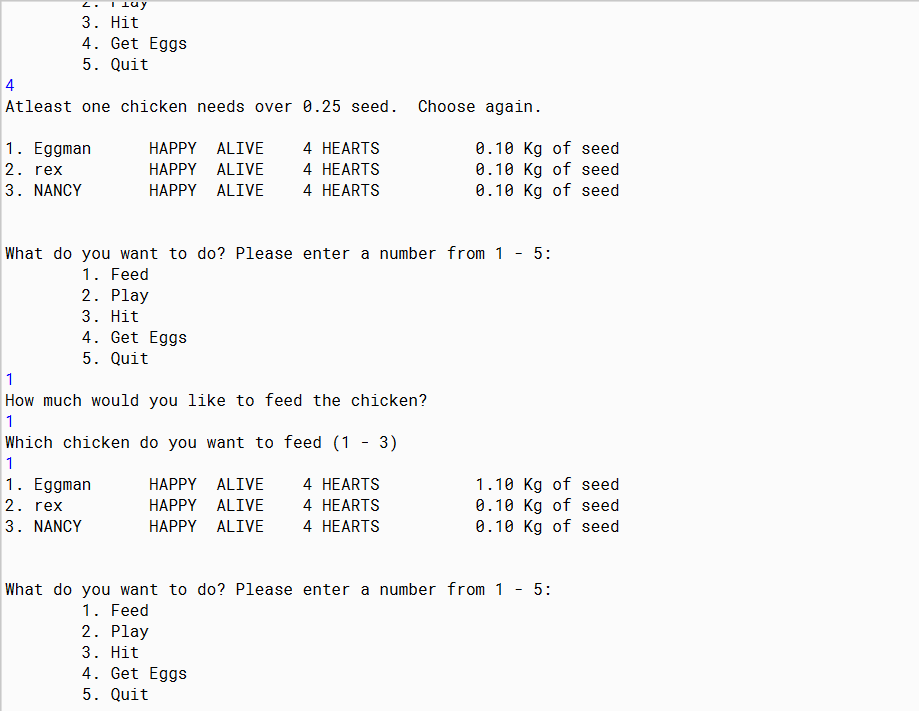 2. Play
3. Hit
4. Get Eggs
5. Quit
4
Atleast one chicken needs over 0.25 seed.  Choose again.
1. Eggman      HAPPY  ALIVE    4 HEARTS          0.10 Kg of seed
2. rex         HAPPY  ALIVE    4 HEARTS          0.10 Kg of seed
3. NANCY       HAPPY  ALIVE    4 HEARTS          0.10 Kg of seed
What do you want to do? Please enter a number from 1 - 5:
1. Feed
2. Play
3. Hit
4. Get Eggs
5. Quit
1
How much would you like to feed the chicken?
1
Which chicken do you want to feed (1 - 3)
1
1. Eggman      HAPPY  ALIVE    4 HEARTS          1.10 Kg of seed
2. rex         HAPPY  ALIVE    4 HEARTS          0.10 Kg of seed
3. NANCY       HAPPY  ALIVE    4 HEARTS          0.10 Kg of seed
What do you want to do? Please enter a number from 1 - 5:
1. Feed
2. Play
3. Hit
4. Get Eggs
5. Quit